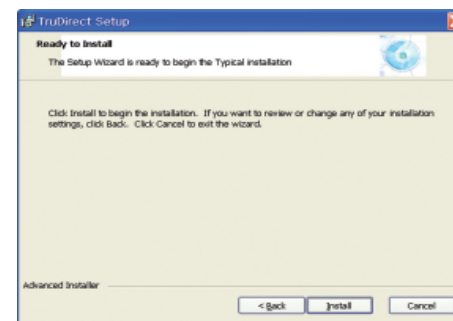 TruDirect Setup
Ready to Install
The Setup Wizard is ready to begin the Typical installation
Click Install to begin the installation. If you want to review or change any of your installation
settings, click Back. Click Cancel to exit the wizard.
Advanced Installer
< Back Install Cancel